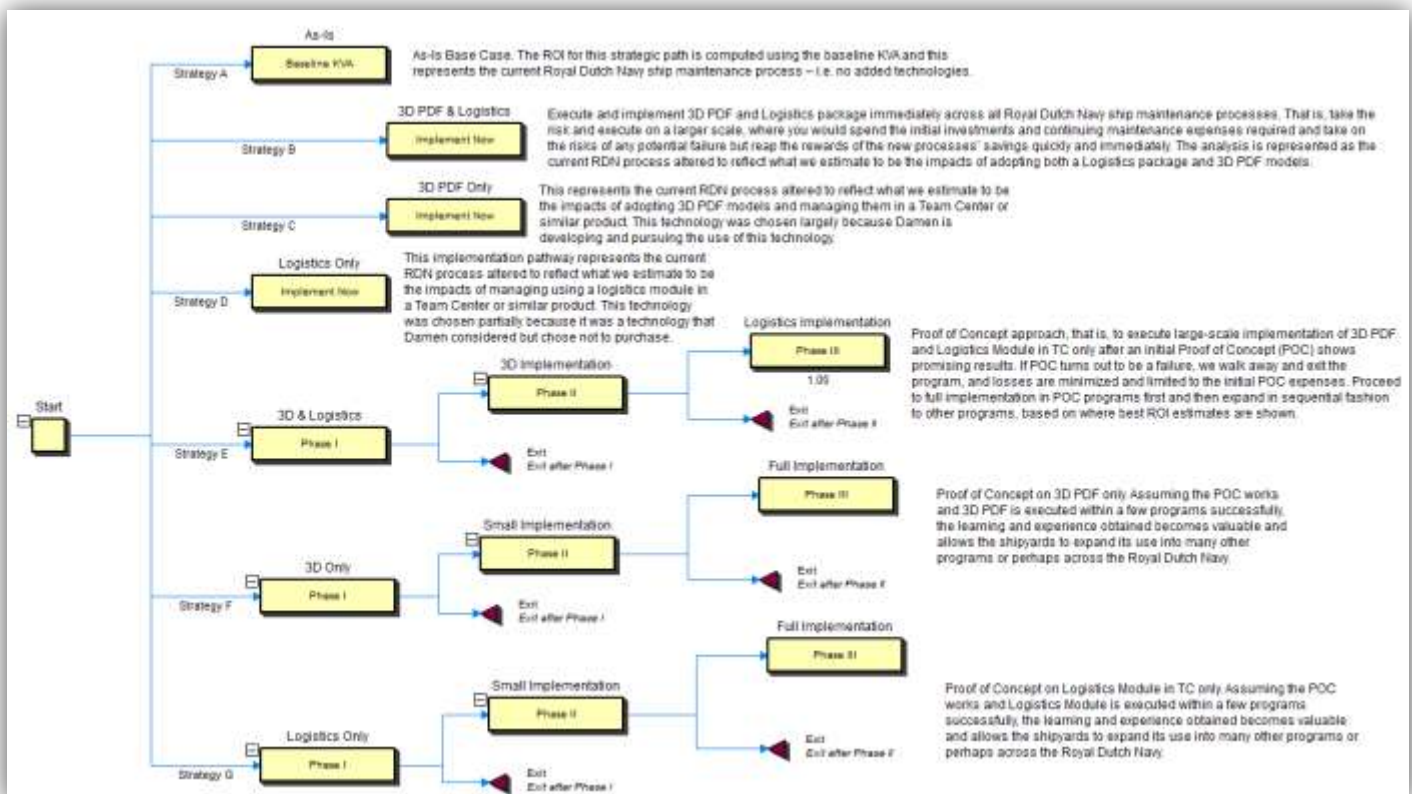 As-Is
Baseline KVA
Strategy A
As-Is Base Case. The ROI for this strategic path is computed using the baseline KVA and this
represents the current Royal Dutch Navy ship maintenance process – i.e. no added technologies.
3D PDF & Logistics
Implement Now
Strategy B
Execute and implement 3D PDF and Logistics package immediately across all Royal Dutch Navy ship maintenance processes. That is, take the
risk and execute on a larger scale, where you would spend the initial investments and continuing maintenance expenses required and take on
the risks of any potential failure but reap the rewards of the new processes' savings quickly and immediately. The analysis is represented as the
current RDN process altered to reflect what we estimate to be the impacts of adopting both a Logistics package and 3D PDF models.
3D PDF Only
Implement Now
Strategy C
This represents the current RDN process altered to reflect what we estimate to be
the impacts of adopting 3D PDF models and managing them in a Team Center or
similar product. This technology was chosen largely because Damen is
developing and pursuing the use of this technology.
Logistics Only
Implement Now
Strategy D
This implementation pathway represents the current
RDN process altered to reflect what we estimate to be
the impacts of managing using a logistics module in
a Team Center or similar product. This technology
was chosen partially because it was a technology that
Damen considered but chose not to purchase.
Start
3D & Logistics
Phase I
Strategy E
3D Implementation
Phase II
Exit
Exit after Phase I
Logistics Implementation
Phase III
Exit
Exit after Phase II
Proof of Concept approach, that is, to execute large-scale implementation of 3D PDF
and Logistics Module in TC only after an initial Proof of Concept (POC) shows
promising results. If POC turns out to be a failure, we walk away and exit the
program, and losses are minimized and limited to the initial POC expenses. Proceed
to full implementation in POC programs first and then expand in sequential fashion
to other programs, based on where best ROI estimates are shown.
3D Only
Phase I
Strategy F
Small Implementation
Phase II
Exit
Exit after Phase I
Full Implementation
Phase III
Exit
Exit after Phase II
Proof of Concept on 3D PDF only. Assuming the POC works
and 3D PDF is executed within a few programs successfully,
the learning and experience obtained becomes valuable and
allows the shipyards to expand its use into many other
programs or perhaps across the Royal Dutch Navy.
Logistics Only
Phase I
Strategy G
Small Implementation
Phase II
Exit
Exit after Phase I
Full Implementation
Phase III
Exit
Exit after Phase II
Proof of Concept on Logistics Module in TC only. Assuming the POC
works and Logistics Module is executed within a few programs
successfully, the learning and experience obtained becomes valuable
and allows the shipyards to expand its use into many other programs or
perhaps across the Royal Dutch Navy.